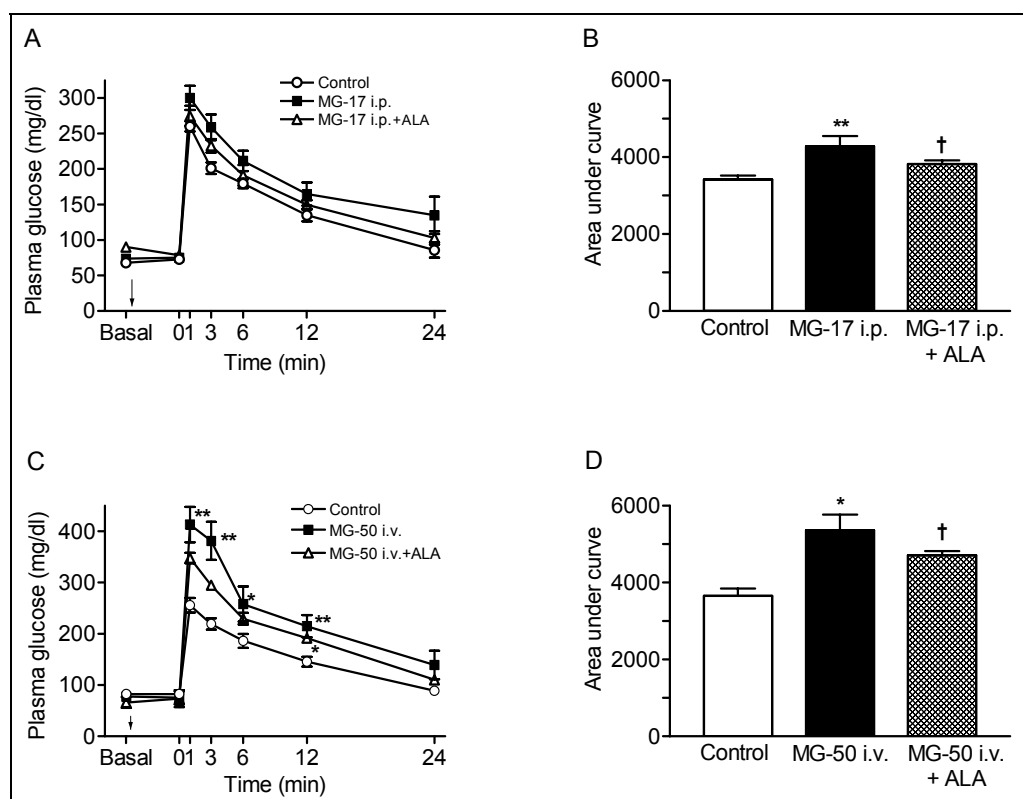 A
Control
MG-17 i.p.
MG-17 i.p.+ALA
Plasma glucose (mg/dl)
300
250
200
150
100
50
0
Basal 0 1 3 6 12 24
Time (min)
B
Area under curve
6000
4000
2000
0
**
†
Control MG-17 i.p. MG-17 i.p.
+ ALA
C
Control
MG-50 i.v.
MG-50 i.v.+ALA
Plasma glucose (mg/dl)
400
300
200
100
0
**
**
*
**
*
Basal 0 1 3 6 12 24
Time (min)
D
Area under curve
6000
4000
2000
0
*
†
Control MG-50 i.v. MG-50 i.v.
+ ALA